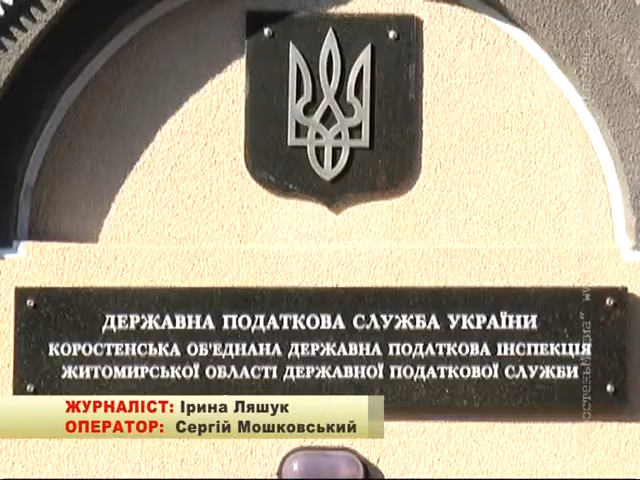 ДЕРЖАВНА ПОДАТКОВА СЛУЖБА УКРАЇНИ
КОРОСТЕНСЬКА ОБ'ЄДНАНА ДЕРЖАВНА ПОДАТКОВА ІНСПЕКЦІЯ
ЖИТОМИРСЬКОЇ ОБЛАСТІ ДЕРЖАВНОЇ ПОДАТКОВОЇ СЛУЖБИ
ЖУРНАЛІСТ: Ірина Ляшук
ОПЕРАТОР: Сергій Мошковський